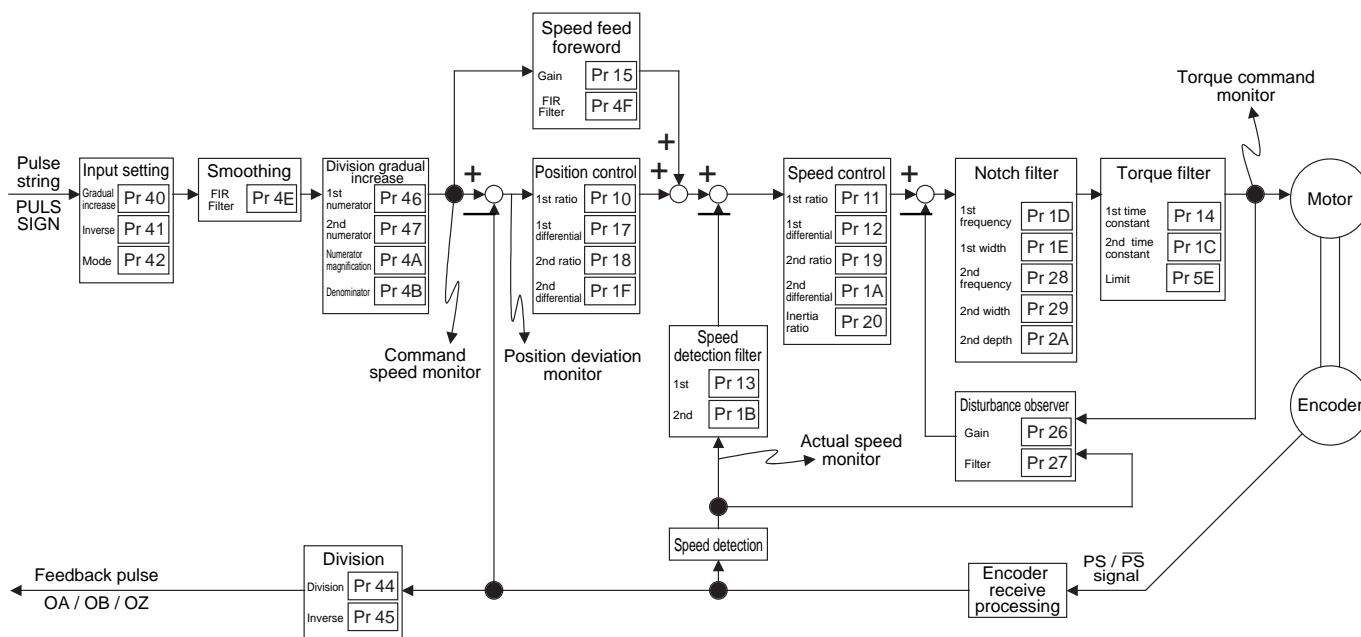 Speed feed
foreword
Gain Pr 15
FIR
Filter Pr 4F
Torque command
monitor
Pulse
string
PULS
SIGN
Input setting
Gradual
increase Pr 40
Inverse Pr 41
Mode Pr 42
Smoothing
FIR
Filter Pr 4E
Division gradual
increase
1st
numerator Pr 46
2nd
numerator Pr 47
Numerator
magnification Pr 4A
Denominator Pr 4B
+
−
Position control
1st ratio Pr 10
1st
differential Pr 17
2nd ratio Pr 18
2nd
differential Pr 1F
+
+
+
−
Speed control
1st ratio Pr 11
1st
differential Pr 12
2nd ratio Pr 19
2nd
differential Pr 1A
Inertia
ratio Pr 20
+
−
Notch filter
1st
frequency Pr 1D
1st width Pr 1E
2nd
frequency Pr 28
2nd width Pr 29
2nd depth Pr 2A
Torque filter
1st time
constant Pr 14
2nd time
constant Pr 1C
Limit Pr 5E
Motor
Command
speed monitor
Position deviation
monitor
Speed
detection filter
1st Pr 13
2nd Pr 1B
Actual speed
monitor
Disturbance observer
Gain Pr 26
Filter Pr 27
Encoder
Speed detection
Feedback pulse
OA / OB / OZ
Division
Division Pr 44
Inverse Pr 45
Encoder
receive
processing
PS / P̅S̅
signal